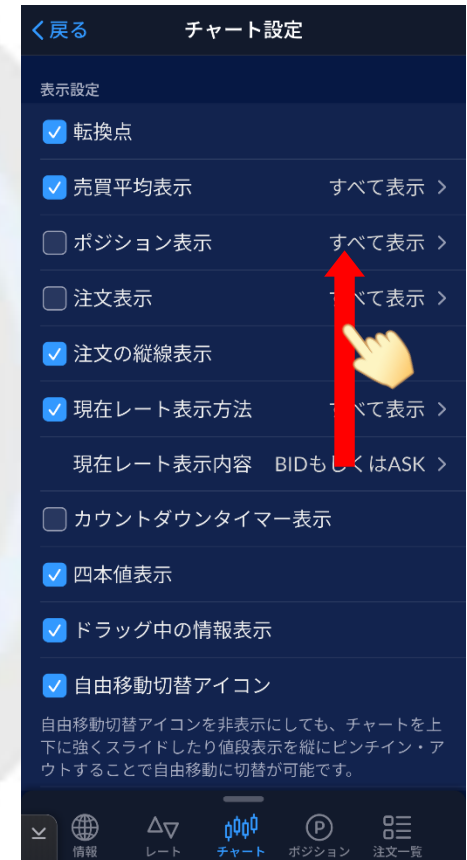 戻る チャート設定
表示設定
転換点
売買平均表示 すべて表示
ポジション表示 すべて表示
注文表示 すべて表示
注文の縦線表示
現在レート表示方法 すべて表示
現在レート表示内容 BIDもしくはASK
カウントダウンタイマー表示
四本値表示
ドラッグ中の情報表示
自由移動切替アイコン
自由移動切替アイコンを非表示にしても、チャートを上
下に強くスライドしたり値段表示を縦にピンチイン・ア
ウトすることで自由移動に切替が可能です。
情報 レート チャート ポジション 注文一覧